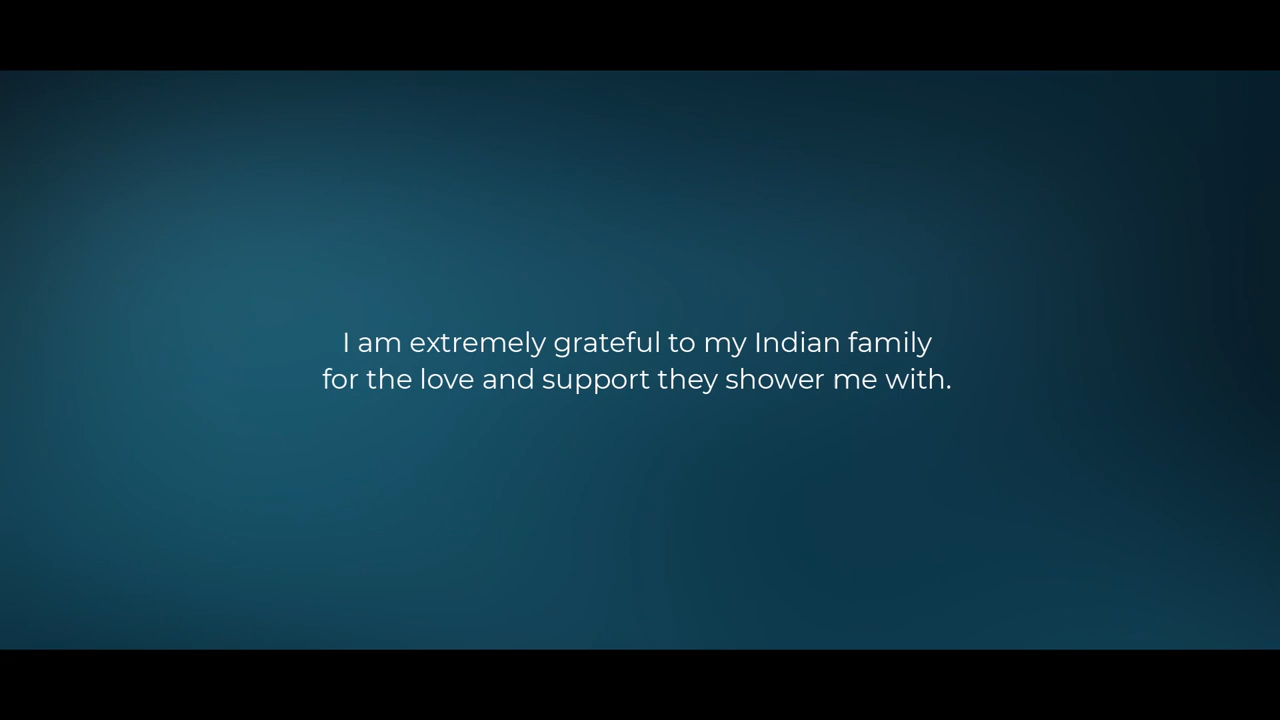 I am extremely grateful to my Indian family
for the love and support they shower me with.